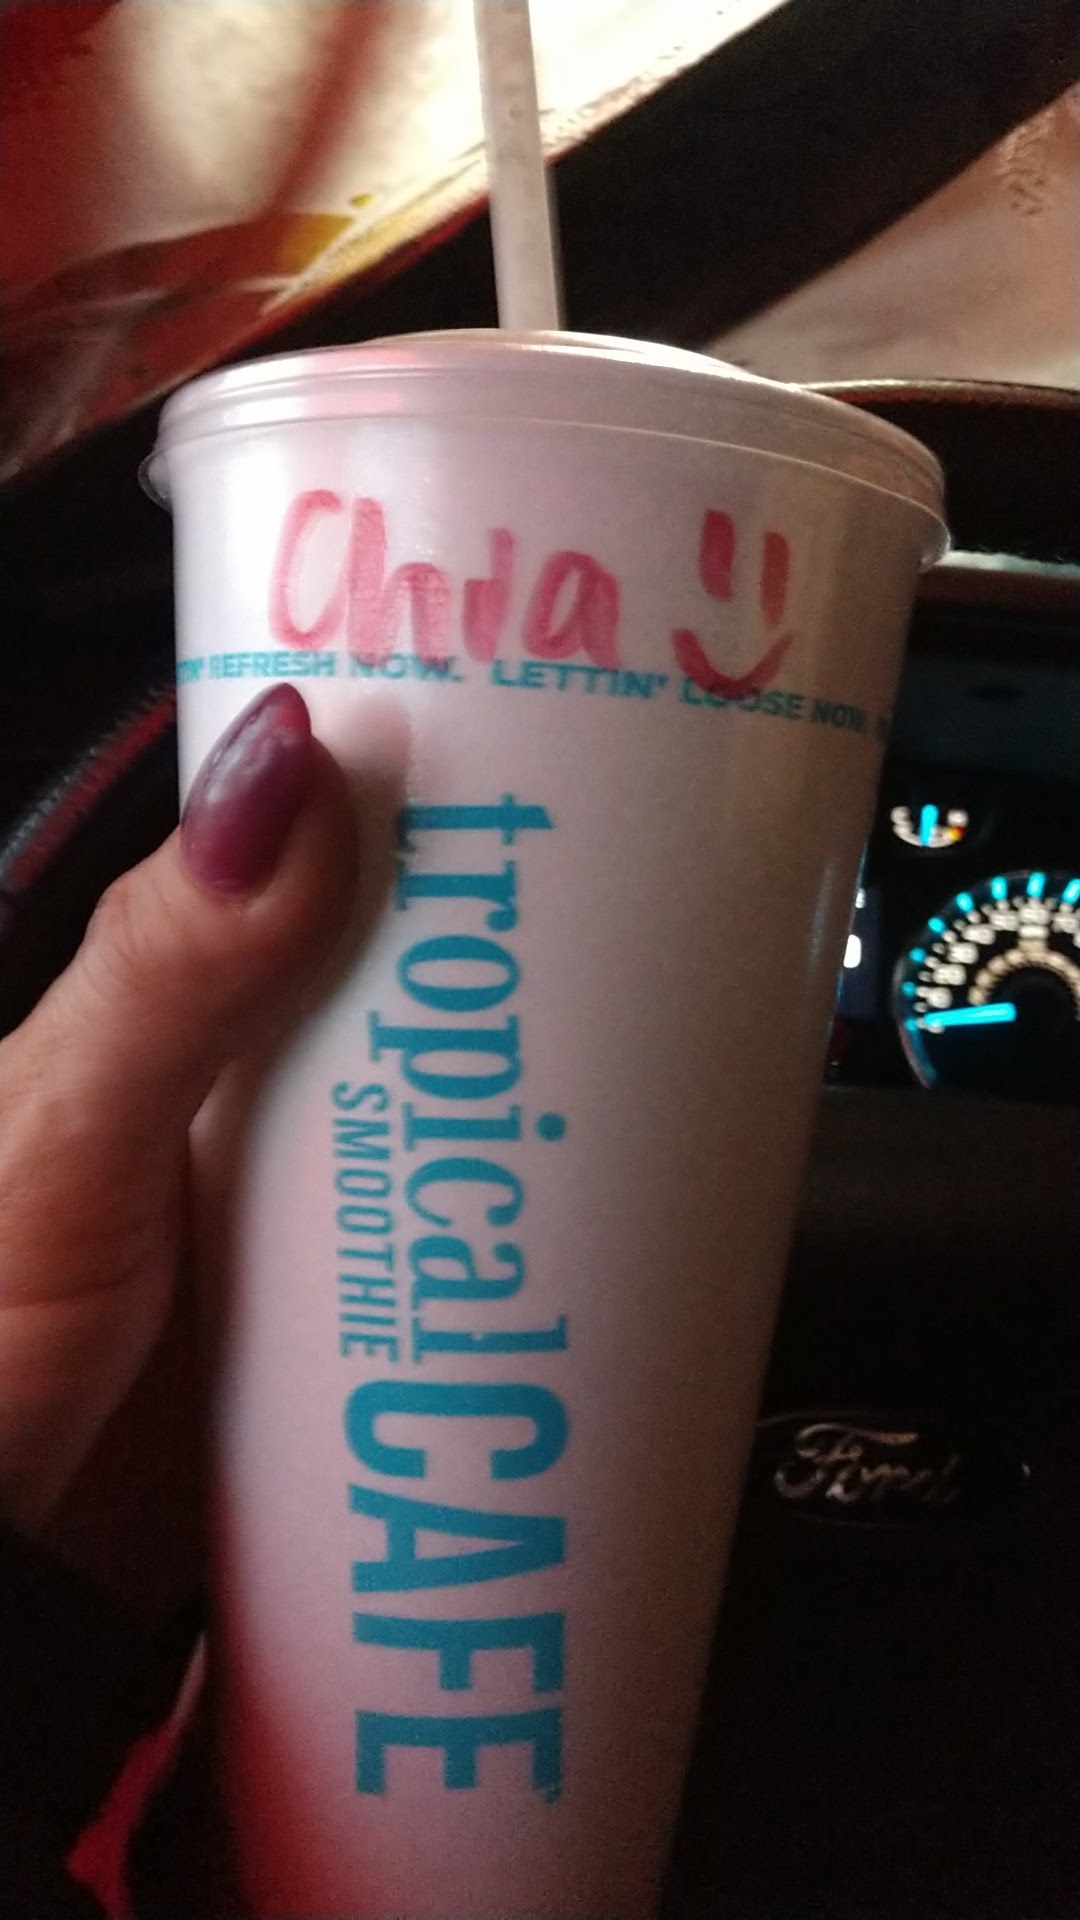 Chia
REFRESH NOW. LETTIN' LOOSE NOW.
tropical
SMOOTHIE
CAFE
Ford